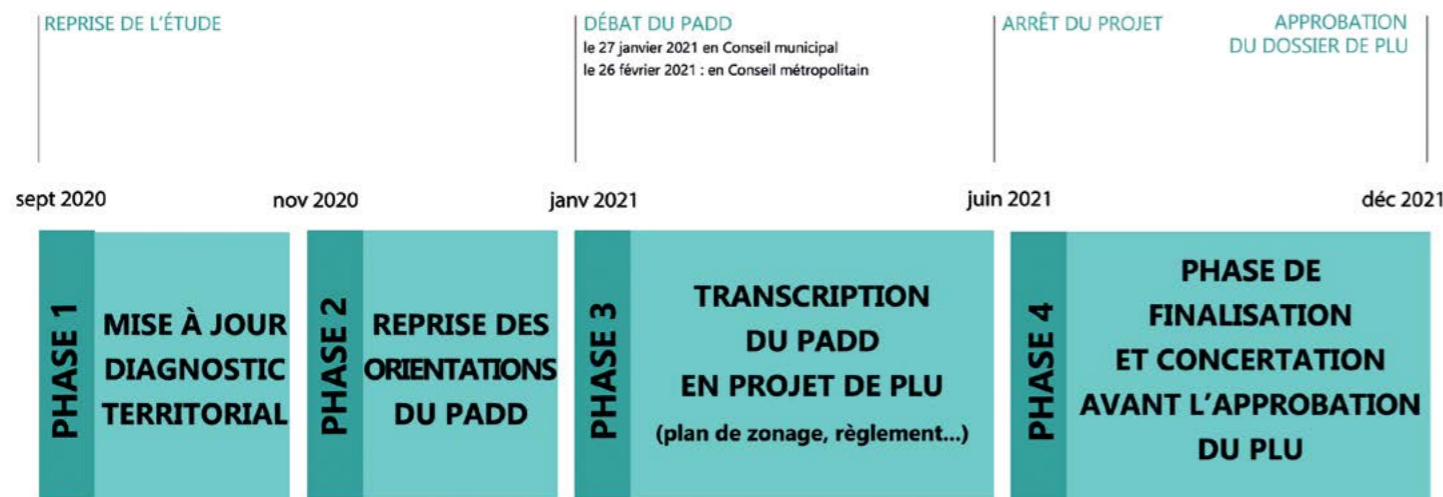 REPRISE DE L'ÉTUDE
DÉBAT DU PADD
le 27 janvier 2021 en Conseil municipal
le 26 février 2021 : en Conseil métropolitain
ARRÊT DU PROJET
APPROBATION
DU DOSSIER DE PLU
sept 2020
nov 2020
janv 2021
juin 2021
déc 2021
PHASE 1
MISE À JOUR
DIAGNOSTIC
TERRITORIAL
PHASE 2
REPRISE DES
ORIENTATIONS
DU PADD
PHASE 3
TRANSCRIPTION
DU PADD
EN PROJET DE PLU
(plan de zonage, règlement...)
PHASE 4
PHASE DE
FINALISATION
ET CONCERTATION
AVANT L'APPROBATION
DU PLU